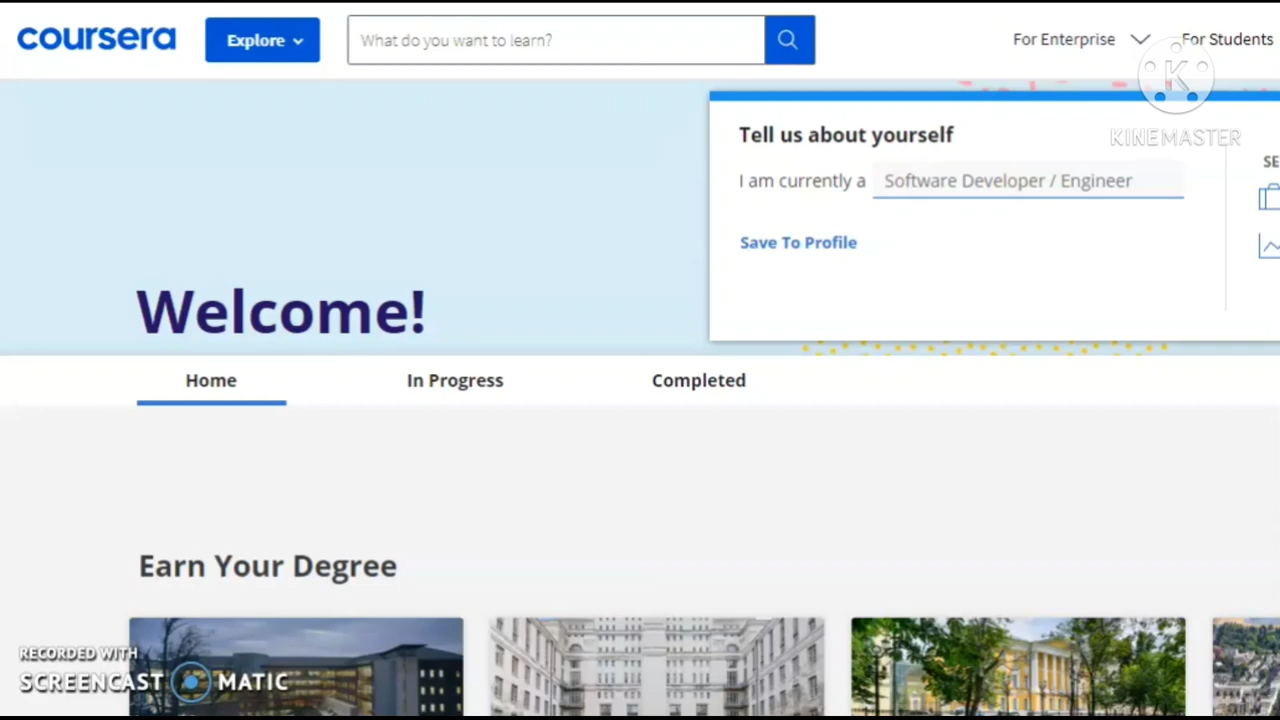 coursera
Explore
What do you want to learn?
For Enterprise
For Students
K
KINEMASTER
Tell us about yourself
I am currently a Software Developer / Engineer
SE
Save To Profile
Welcome!
Home
In Progress
Completed
Earn Your Degree
RECORDED WITH
SCREENCAST MATIC